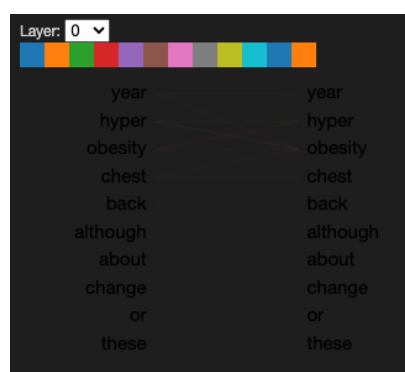 Layer: 0
year year
hyper hyper
obesity obesity
chest chest
back back
although although
about about
change change
or or
these these